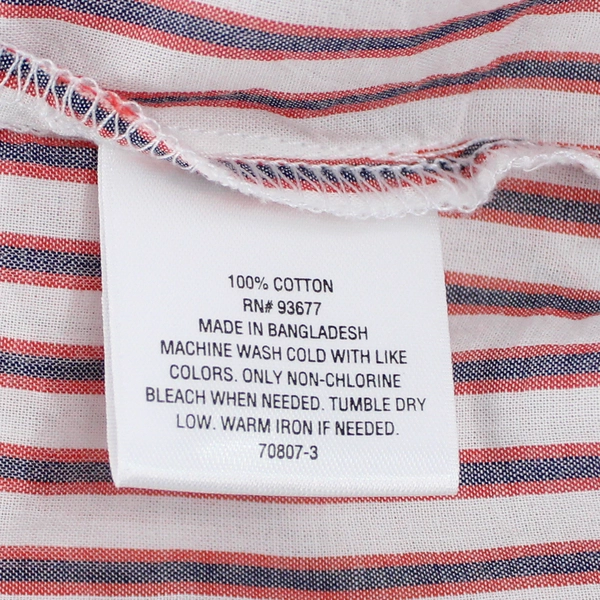 100% COTTON
RN# 93677
MADE IN BANGLADESH
MACHINE WASH COLD WITH LIKE
COLORS. ONLY NON-CHLORINE
BLEACH WHEN NEEDED. TUMBLE DRY
LOW. WARM IRON IF NEEDED.
70807-3